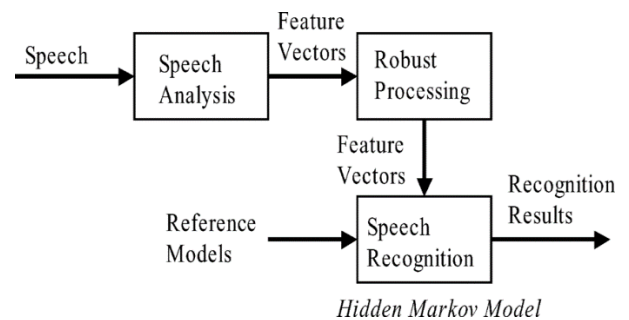 Speech
Speech
Analysis
Feature
Vectors
Robust
Processing
Feature
Vectors
Reference
Models
Speech
Recognition
Recognition
Results
Hidden Markov Model